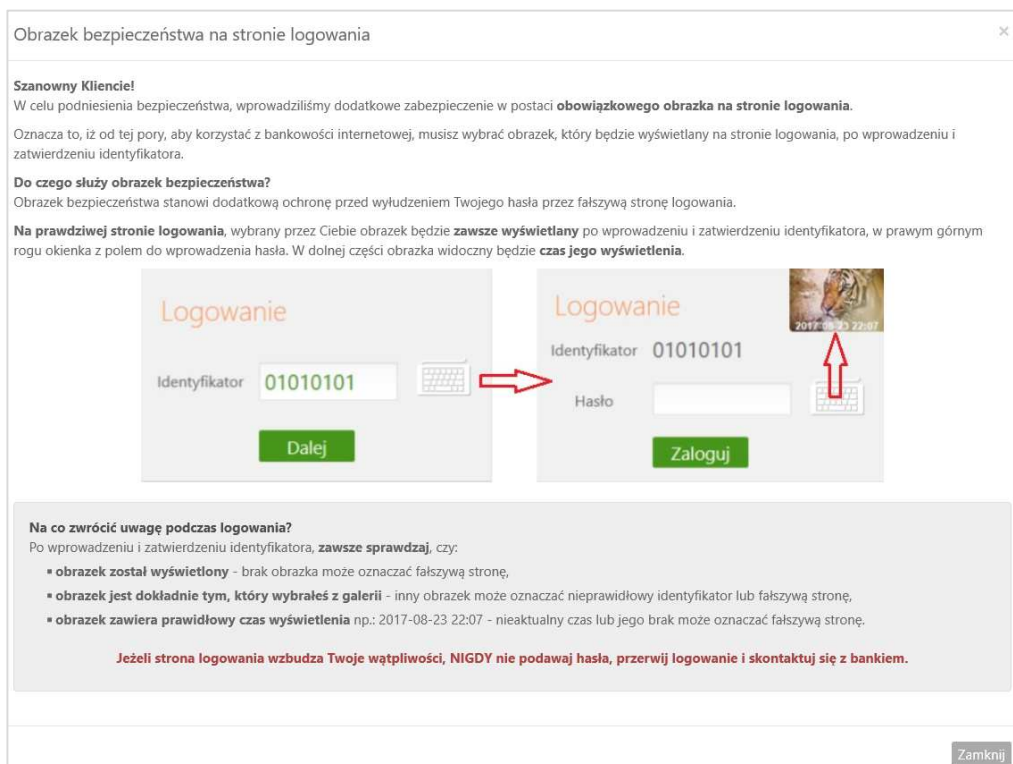 Obrazek bezpieczeństwa na stronie logowania
×
Szanowny Kliencie!
W celu podniesienia bezpieczeństwa, wprowadziliśmy dodatkowe zabezpieczenie w postaci obowiązkowego obrazka na stronie logowania.
Oznacza to, iż od tej pory, aby korzystać z bankowości internetowej, musisz wybrać obrazek, który będzie wyświetlany na stronie logowania, po wprowadzeniu i
zatwierdzeniu identyfikatora.
Do czego służy obrazek bezpieczeństwa?
Obrazek bezpieczeństwa stanowi dodatkową ochronę przed wyłudzeniem Twojego hasła przez fałszywą stronę logowania.
Na prawdziwej stronie logowania, wybrany przez Ciebie obrazek będzie zawsze wyświetlany po wprowadzeniu i zatwierdzeniu identyfikatora, w prawym górnym
rogu okienka z polem do wprowadzenia hasła. W dolnej części obrazka widoczny będzie czas jego wyświetlenia.
Logowanie
Identyfikator 01010101
Dalej
Logowanie
2017-08-23 22:07
Identyfikator 01010101
Hasło
Zaloguj
Na co zwrócić uwagę podczas logowania?
Po wprowadzeniu i zatwierdzeniu identyfikatora, zawsze sprawdzaj, czy:
▪ obrazek został wyświetlony - brak obrazka może oznaczać fałszywą stronę,
▪ obrazek jest dokładnie tym, który wybrałeś z galerii - inny obrazek może oznaczać nieprawidłowy identyfikator lub fałszywą stronę,
▪ obrazek zawiera prawidłowy czas wyświetlenia np.: 2017-08-23 22:07 - nieaktualny czas lub jego brak może oznaczać fałszywą stronę.
Jeżeli strona logowania wzbudza Twoje wątpliwości, NIGDY nie podawaj hasła, przerwij logowanie i skontaktuj się z bankiem.
Zamknij